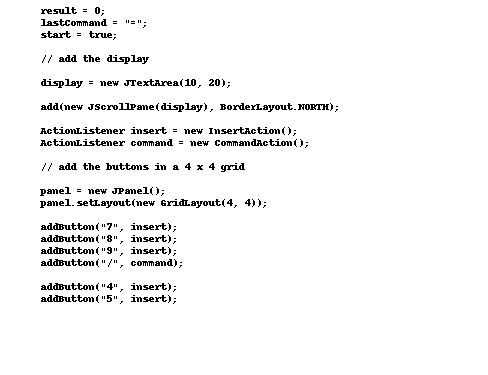 result = 0;
lastCommand = "=";
start = true;
// add the display
display = new JTextArea(10, 20);
add(new JScrollPane(display), BorderLayout.NORTH);
ActionListener insert = new InsertAction();
ActionListener command = new CommandAction();
// add the buttons in a 4 x 4 grid
panel = new JPanel();
panel.setLayout(new GridLayout(4, 4));
addButton("7", insert);
addButton("8", insert);
addButton("9", insert);
addButton("/", command);
addButton("4", insert);
addButton("5", insert);